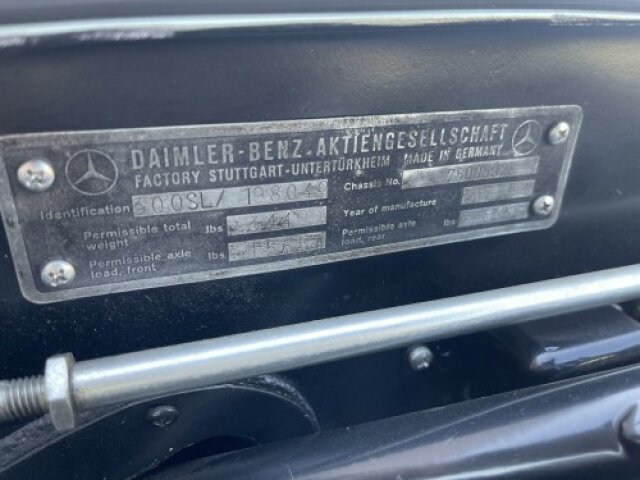 DAIMLER-BENZ·AKTIENGESELLSCHAFT
FACTORY STUTTGART-UNTERTÜRKHEIM MADE IN GERMANY
Identification 300SL/ 198040 Chassis No.
Permissible total weight lbs Year of manufacture
Permissible axle load, front lbs Permissible axle load, rear